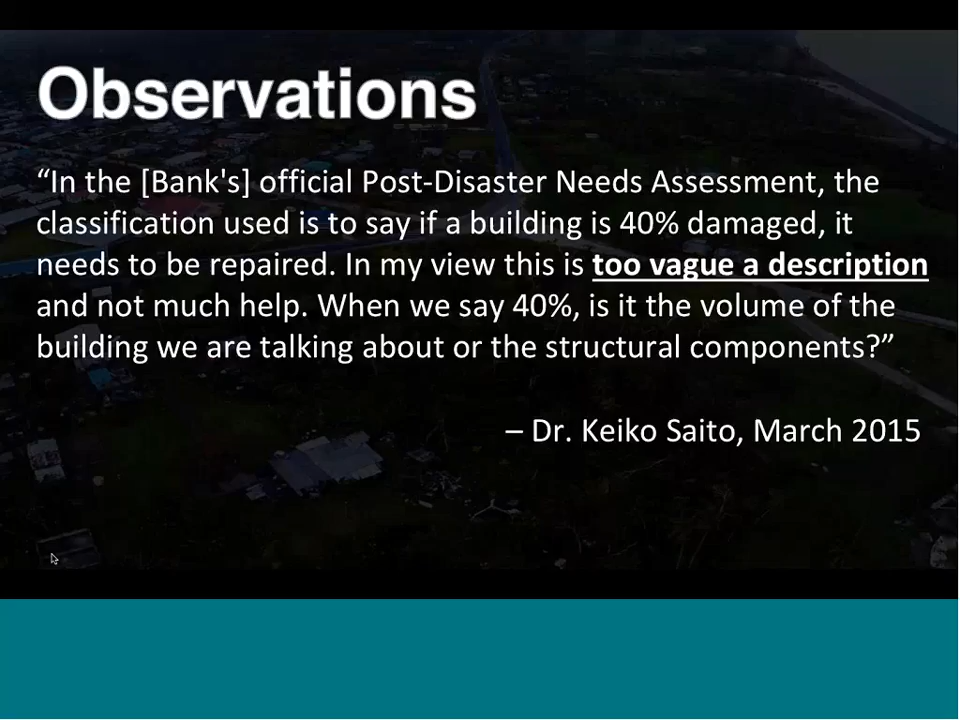 Observations
“In the [Bank's] official Post-Disaster Needs Assessment, the
classification used is to say if a building is 40% damaged, it
needs to be repaired. In my view this is too vague a description
and not much help. When we say 40%, is it the volume of the
building we are talking about or the structural components?”
– Dr. Keiko Saito, March 2015